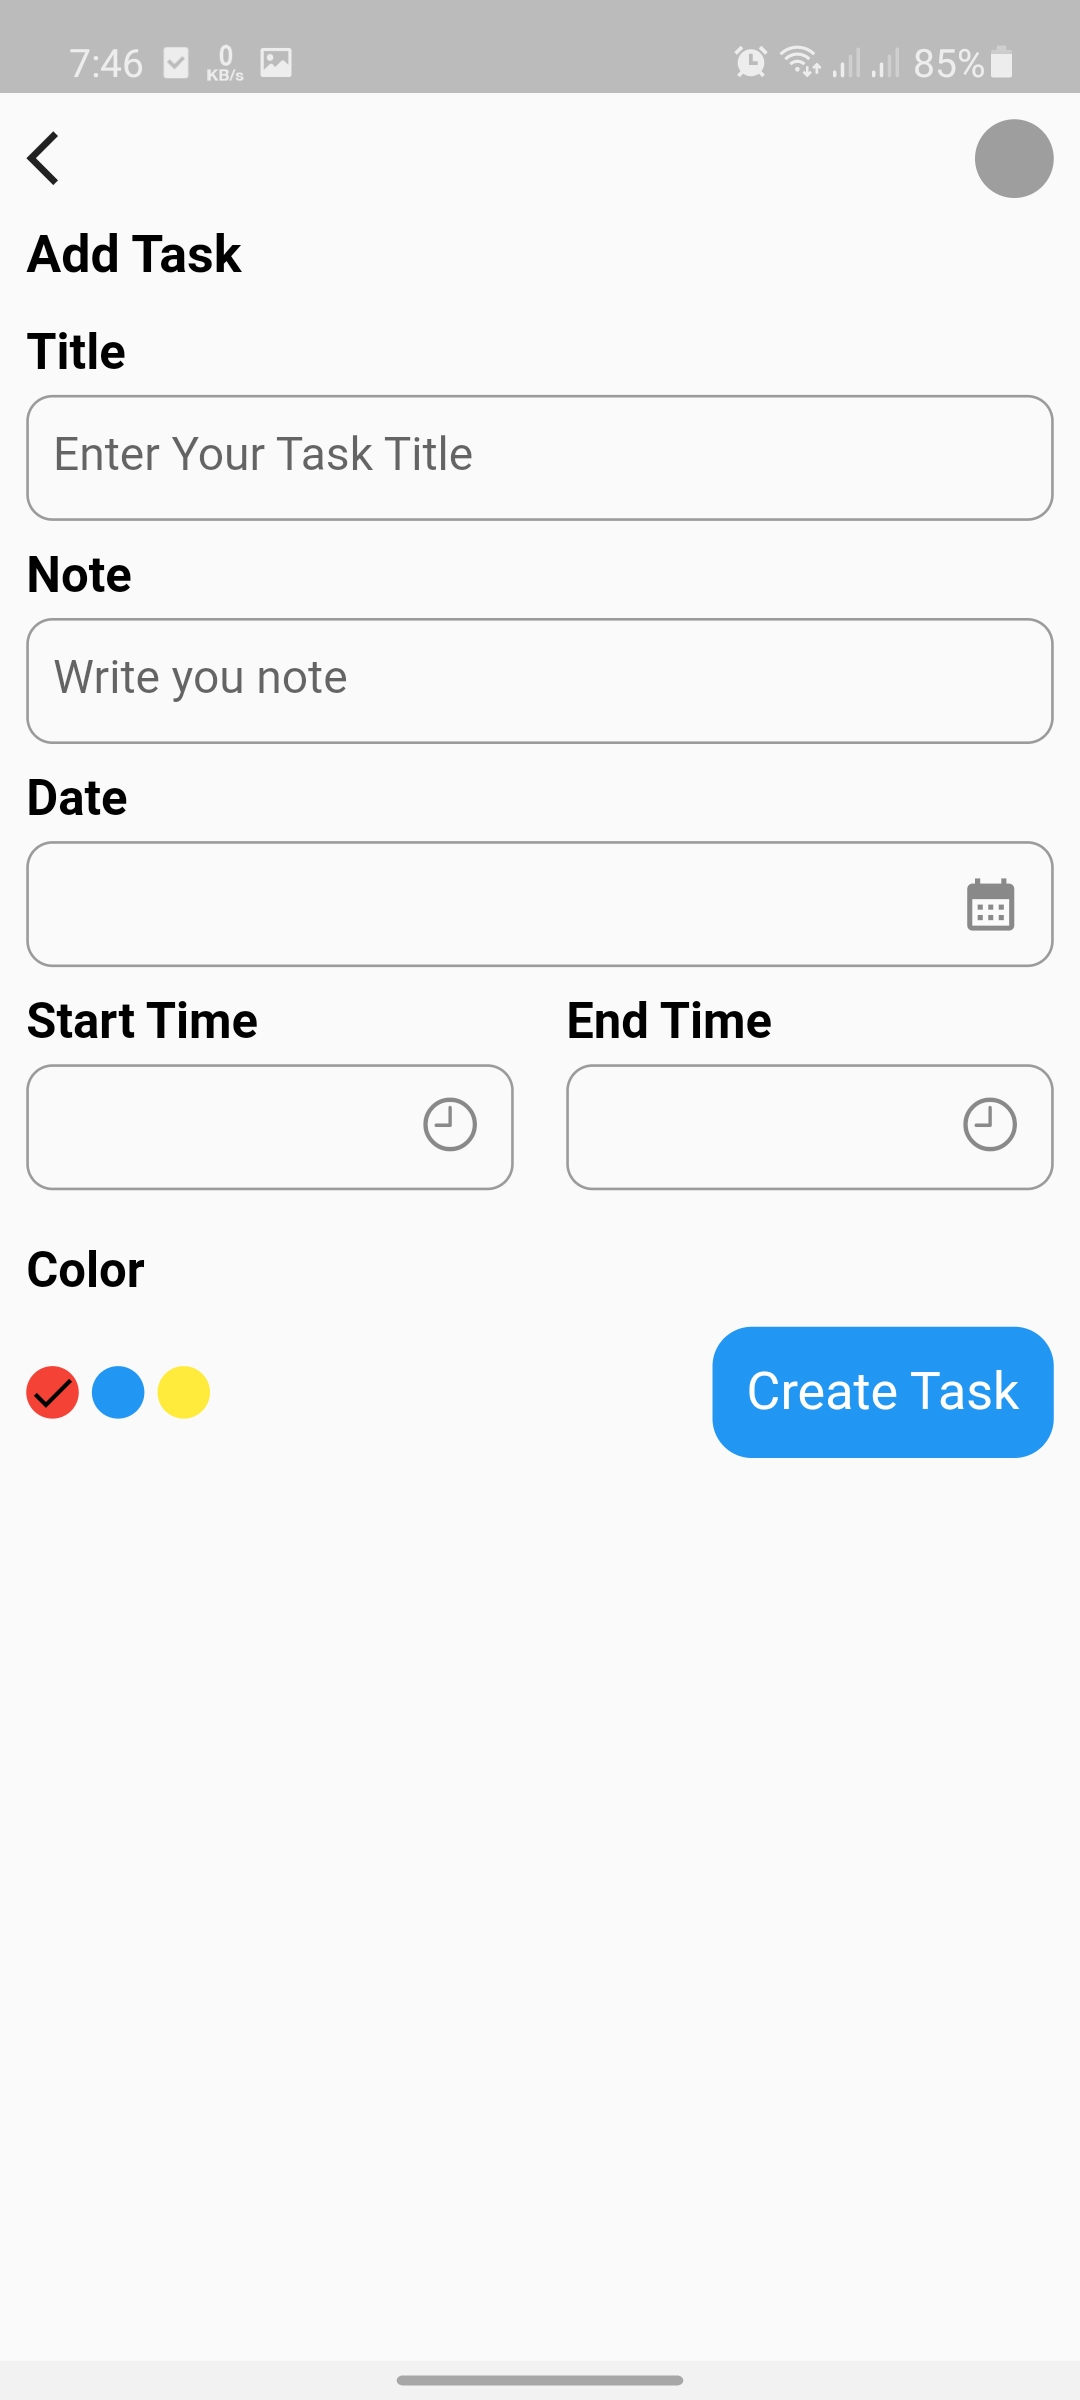 7:46 0 KB/s 85%
Add Task
Title
Enter Your Task Title
Note
Write you note
Date
Start Time End Time
Color
Create Task